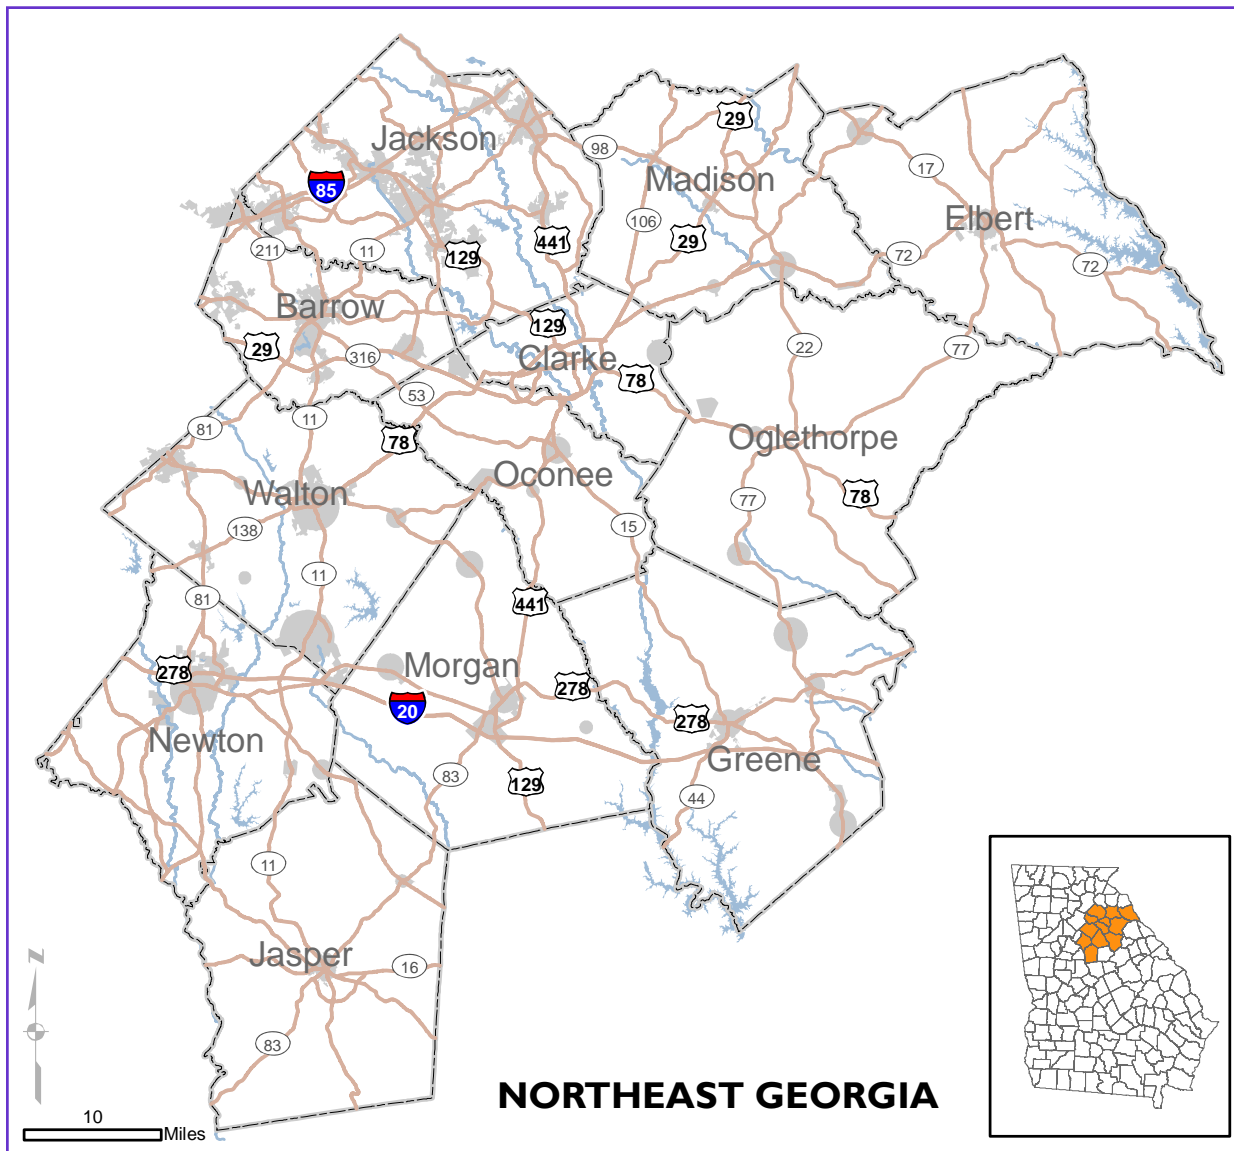 Jackson
29
98
17
Madison
85
Elbert
106
441
29
211
11
129
72
72
Barrow
129
22
77
29
316
Clarke
78
53
11
81
78
Oglethorpe
Oconee
Walton
78
77
138
15
11
81
441
Morgan
278
278
20
278
Newton
Greene
83
129
44
11
Jasper
16
N
83
NORTHEAST GEORGIA
10
Miles